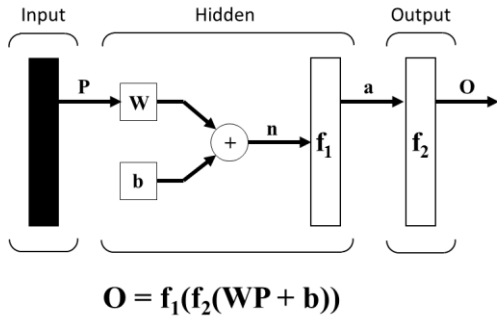 Input Hidden Output
P W n a O
+ f₁ f₂
b
O = f₁(f₂(WP + b))